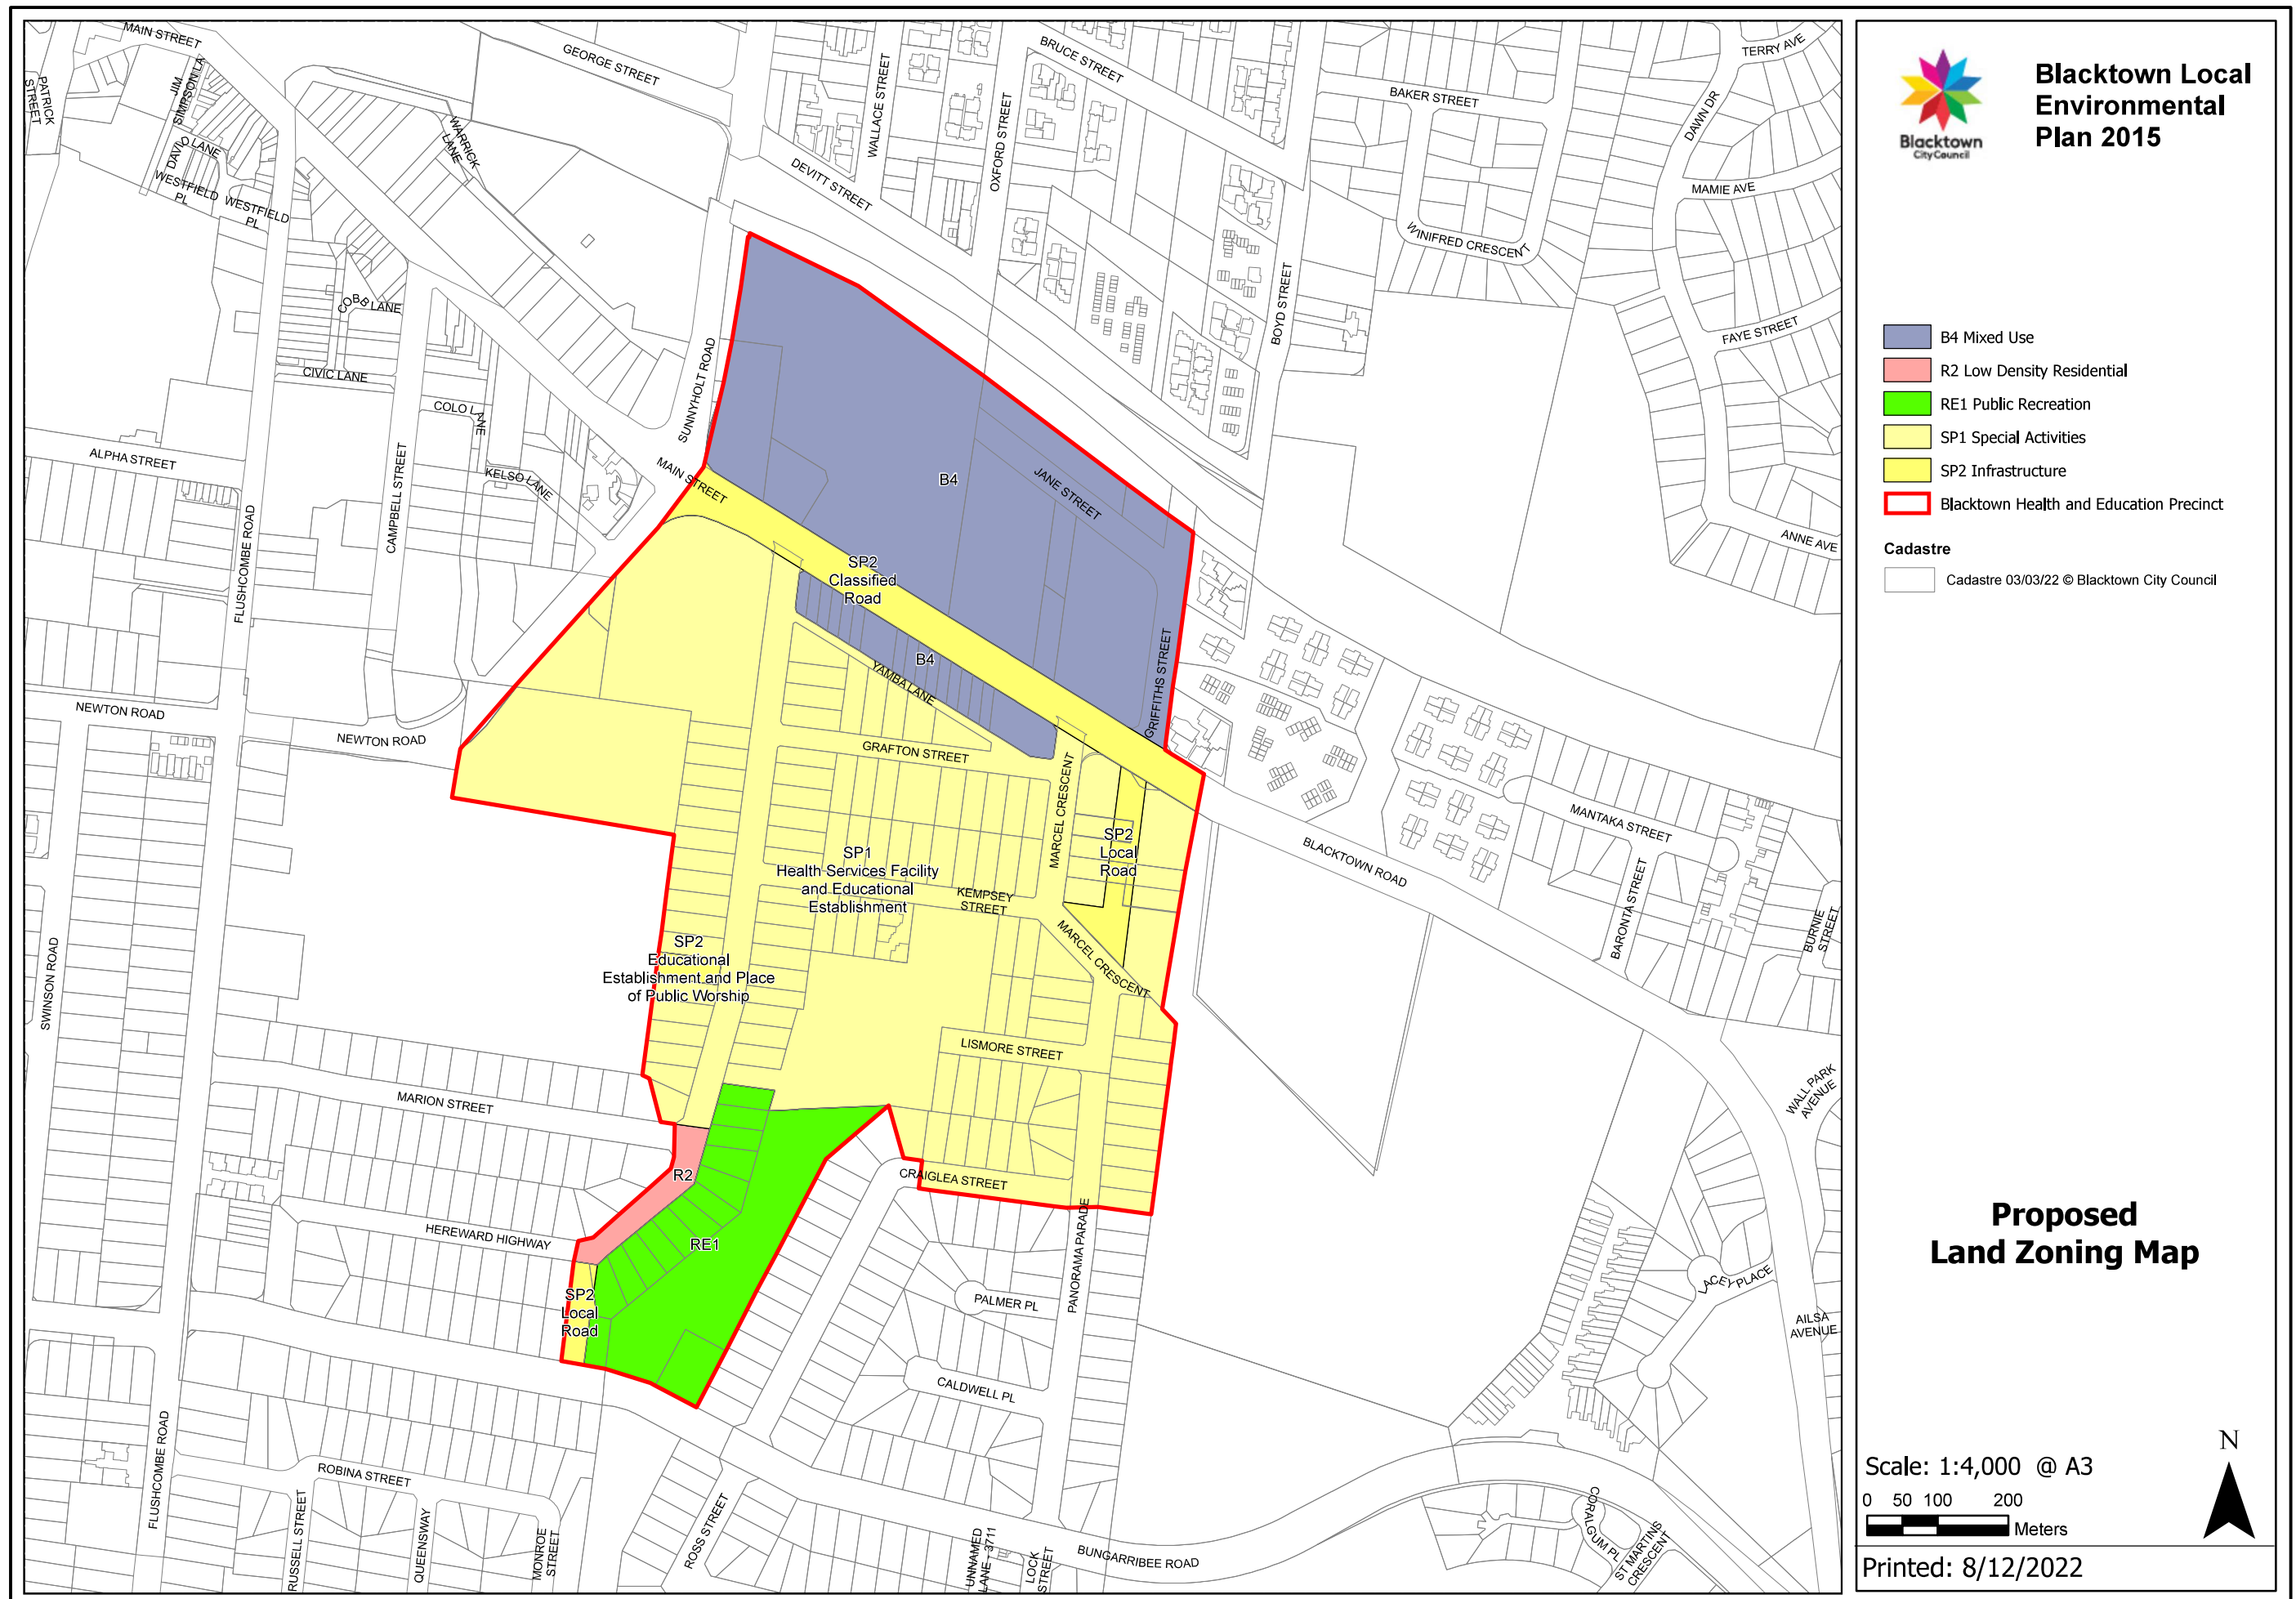 MAIN STREET
PATRICK
STREET
JIM
SIMPSON LA
DAVID LANE
WESTFIELD
PL
WESTFIELD
PL
WARRICK
LANE
GEORGE STREET
WALLACE STREET
DEVITT STREET
OXFORD STREET
BRUCE STREET
BAKER STREET
WINIFRED CRESCENT
BOYD STREET
TERRY AVE
DAWN DR
MAMIE AVE
FAYE STREET
ANNE AVE
COBB LANE
CIVIC LANE
COLO LANE
KELSO LANE
CAMPBELL STREET
ALPHA STREET
FLUSHCOMBE ROAD
SUNNYHOLT ROAD
MAIN STREET
B4
JANE STREET
GRIFFITHS STREET
SP2
Classified
Road
B4
YAMBA LANE
GRAFTON STREET
NEWTON ROAD
NEWTON ROAD
MARCEL CRESCENT
SP2
Local
Road
SP1
Health Services Facility
and Educational
Establishment
KEMPSEY
STREET
MARCEL CRESCENT
SP2
Educational
Establishment and Place
of Public Worship
LISMORE STREET
BLACKTOWN ROAD
MANTAKA STREET
BARONTA STREET
BURNIE
STREET
WALL PARK
AVENUE
SWINSON ROAD
MARION STREET
R2
RE1
CRAIGLEA STREET
HEREWARD HIGHWAY
SP2
Local
Road
PANORAMA PARADE
PALMER PL
CALDWELL PL
LACEY PLACE
AILSA
AVENUE
FLUSHCOMBE ROAD
ROBINA STREET
RUSSELL STREET
QUEENSWAY
MONROE
STREET
ROSS STREET
UNNAMED
LANE - 3711
LOCK
STREET
BUNGARRIBEE ROAD
CORALGUM PL
ST MARTINS
CRESCENT
Blacktown
City Council
Blacktown Local
Environmental
Plan 2015
B4 Mixed Use
R2 Low Density Residential
RE1 Public Recreation
SP1 Special Activities
SP2 Infrastructure
Blacktown Health and Education Precinct
Cadastre
Cadastre 03/03/22 © Blacktown City Council
Proposed
Land Zoning Map
N
Scale: 1:4,000 @ A3
0 50 100 200
Meters
Printed: 8/12/2022